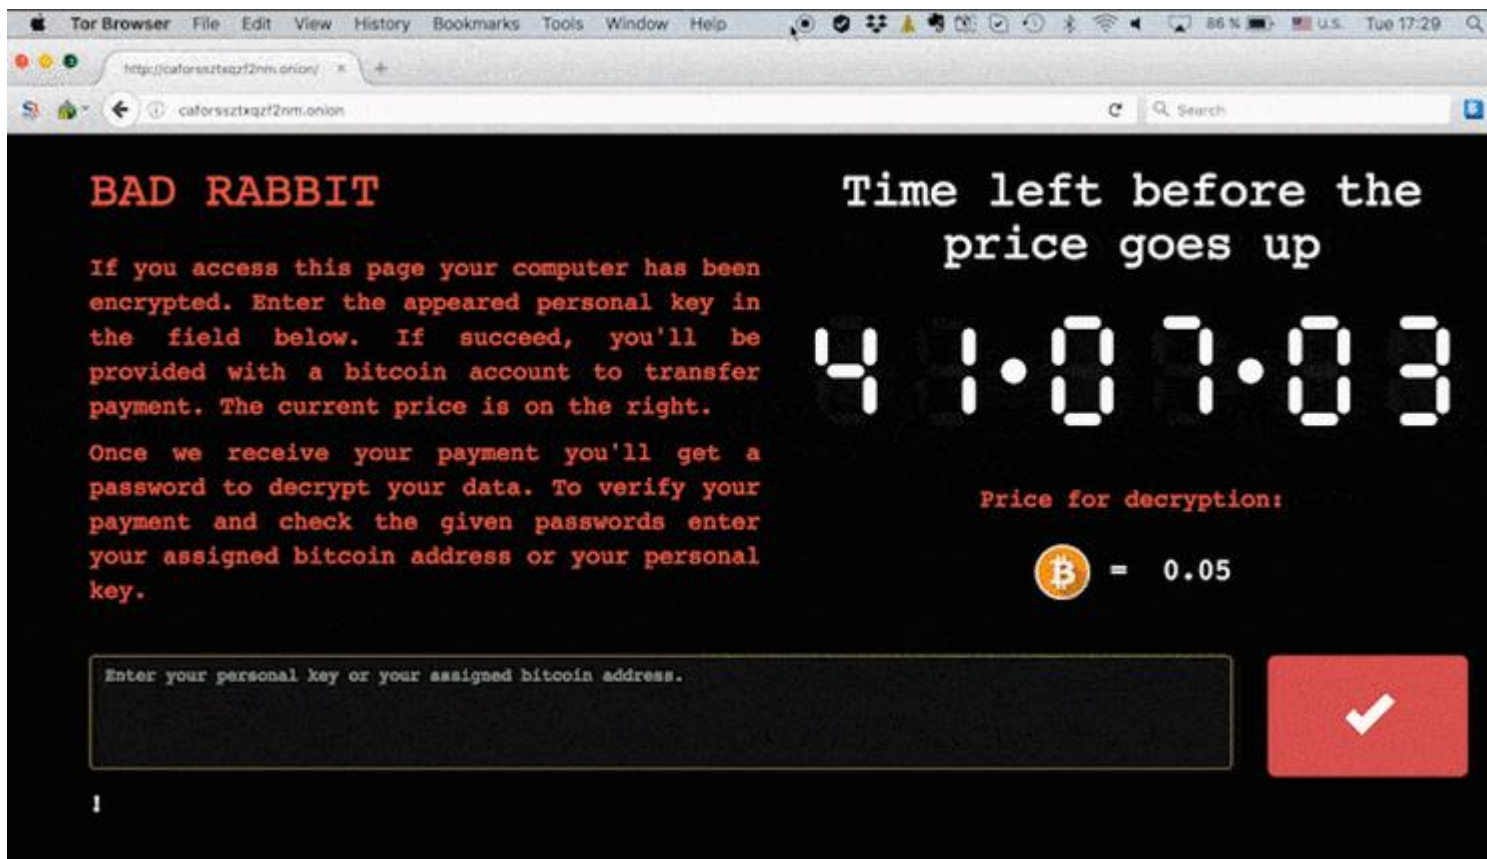 Tor Browser File Edit View History Bookmarks Tools Window Help 86 % U.S. Tue 17:29
caforssztxqzf2nm.onion Search
BAD RABBIT
If you access this page your computer has been
encrypted. Enter the appeared personal key in
the field below. If succeed, you'll be
provided with a bitcoin account to transfer
payment. The current price is on the right.
Once we receive your payment you'll get a
password to decrypt your data. To verify your
payment and check the given passwords enter
your assigned bitcoin address or your personal
key.
Time left before the
price goes up
41.07.03
Price for decryption:
= 0.05
Enter your personal key or your assigned bitcoin address.
!